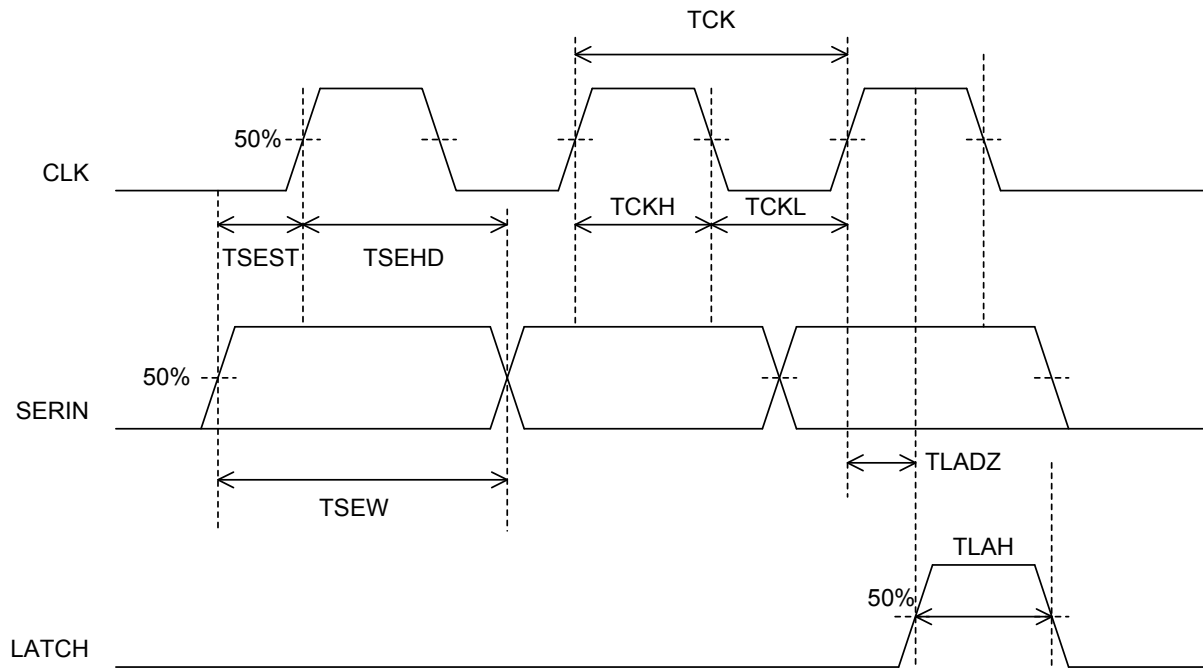 TCK
50%
CLK
TCKH
TCKL
TSEST
TSEHD
50%
SERIN
TLADZ
TSEW
TLAH
50%
LATCH